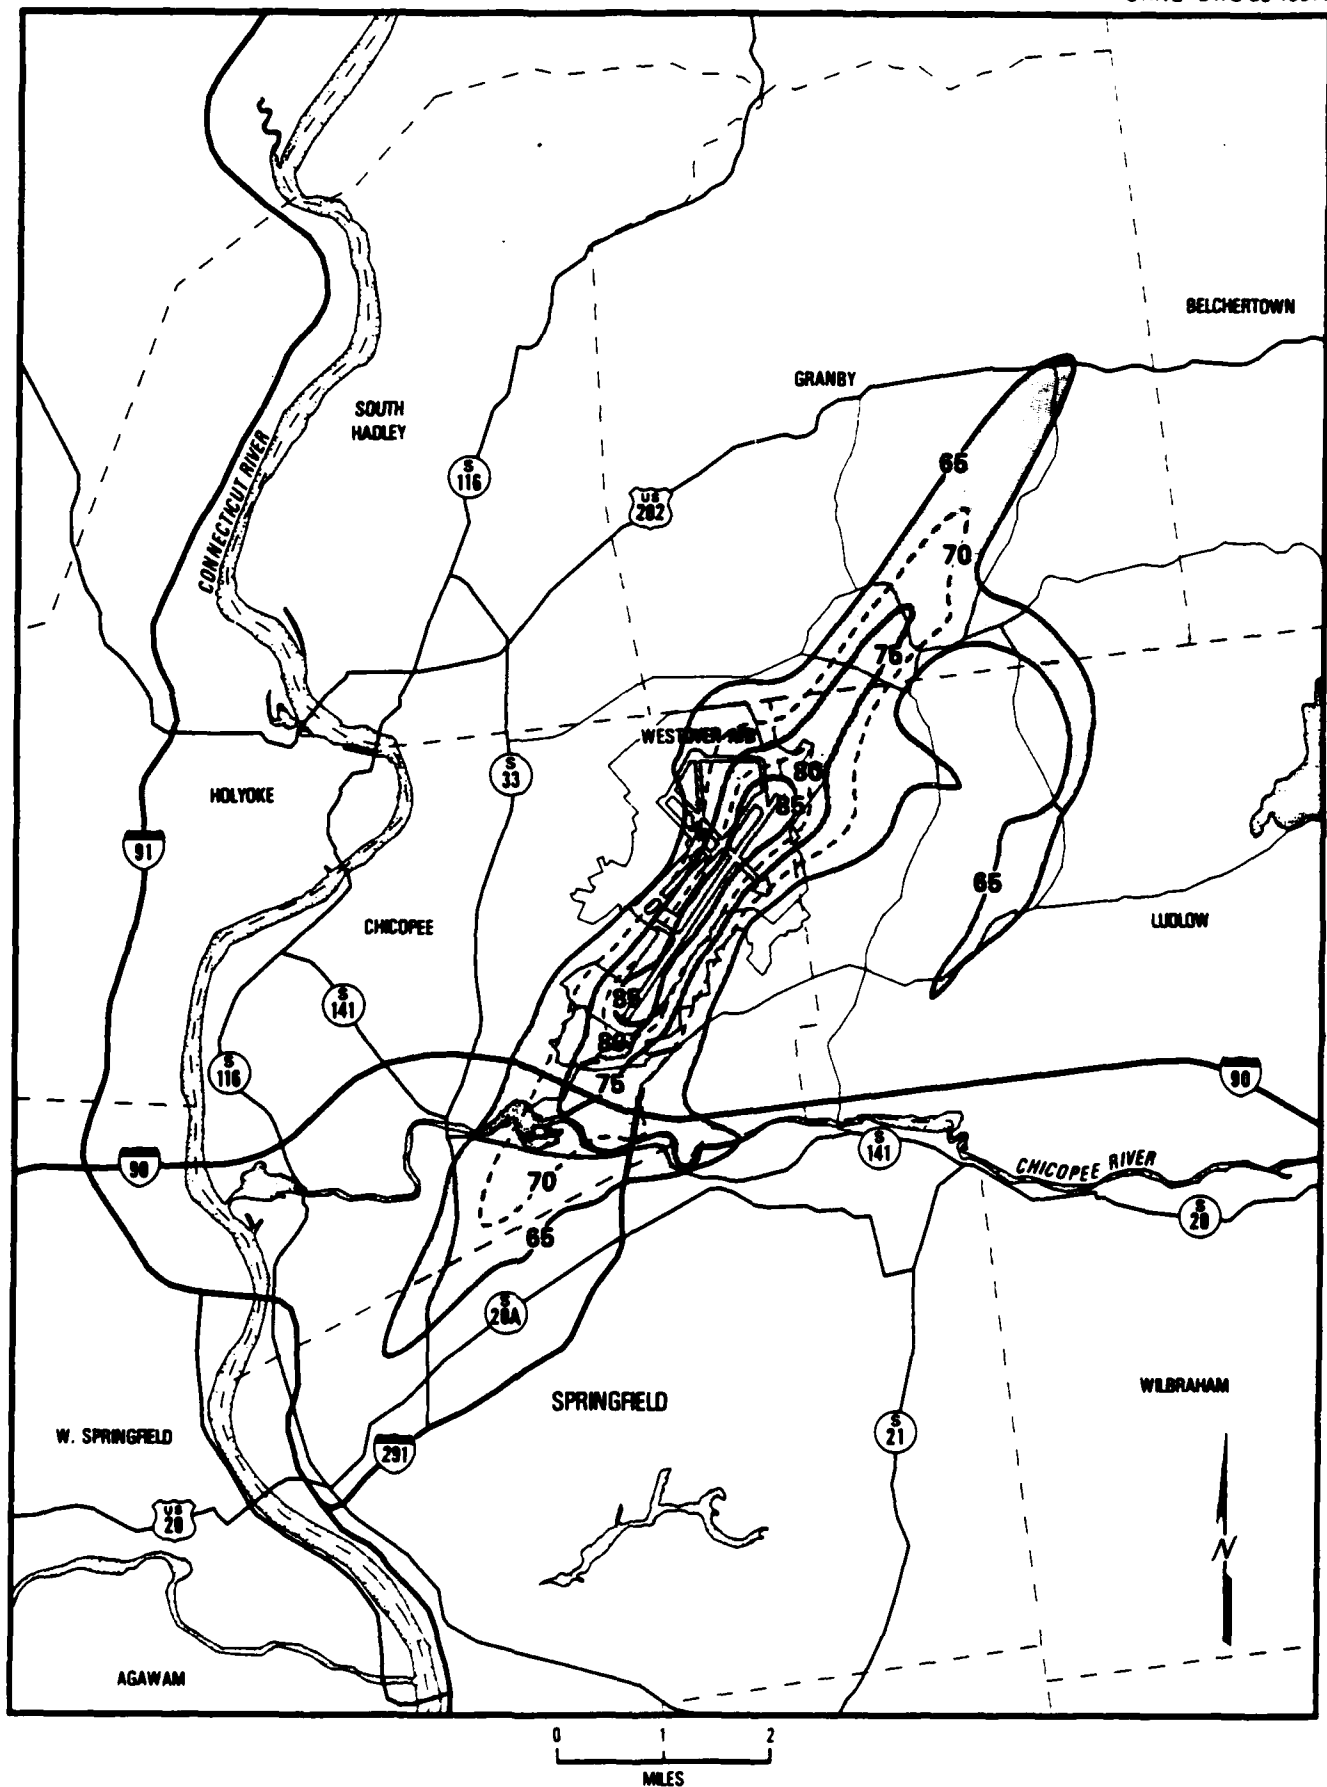 BELCHERTOWN
GRANBY
SOUTH
HADLEY
65
S
116
CONNECTICUT RIVER
US
202
70
75
WESTOVER AFB
80
S
33
HOLYOKE
85
91
65
CHICOPEE
LUDLOW
85
S
141
80
S
116
75
90
S
141
90
CHICOPEE RIVER
70
S
20
65
S
20A
SPRINGFIELD
WILBRAHAM
W. SPRINGFIELD
291
S
21
US
20
N
AGAWAM
0 1 2
MILES